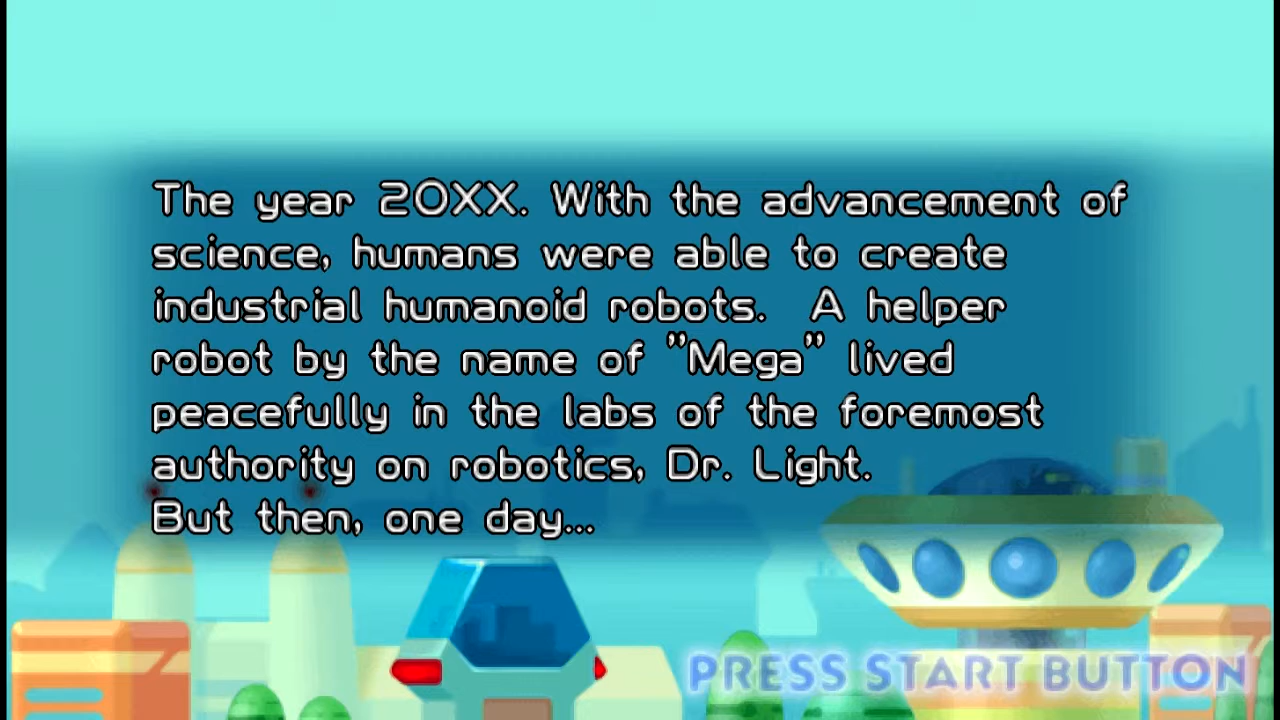 The year 20XX. With the advancement of
science, humans were able to create
industrial humanoid robots.  A helper
robot by the name of "Mega" lived
peacefully in the labs of the foremost
authority on robotics, Dr. Light.
But then, one day...
PRESS START BUTTON